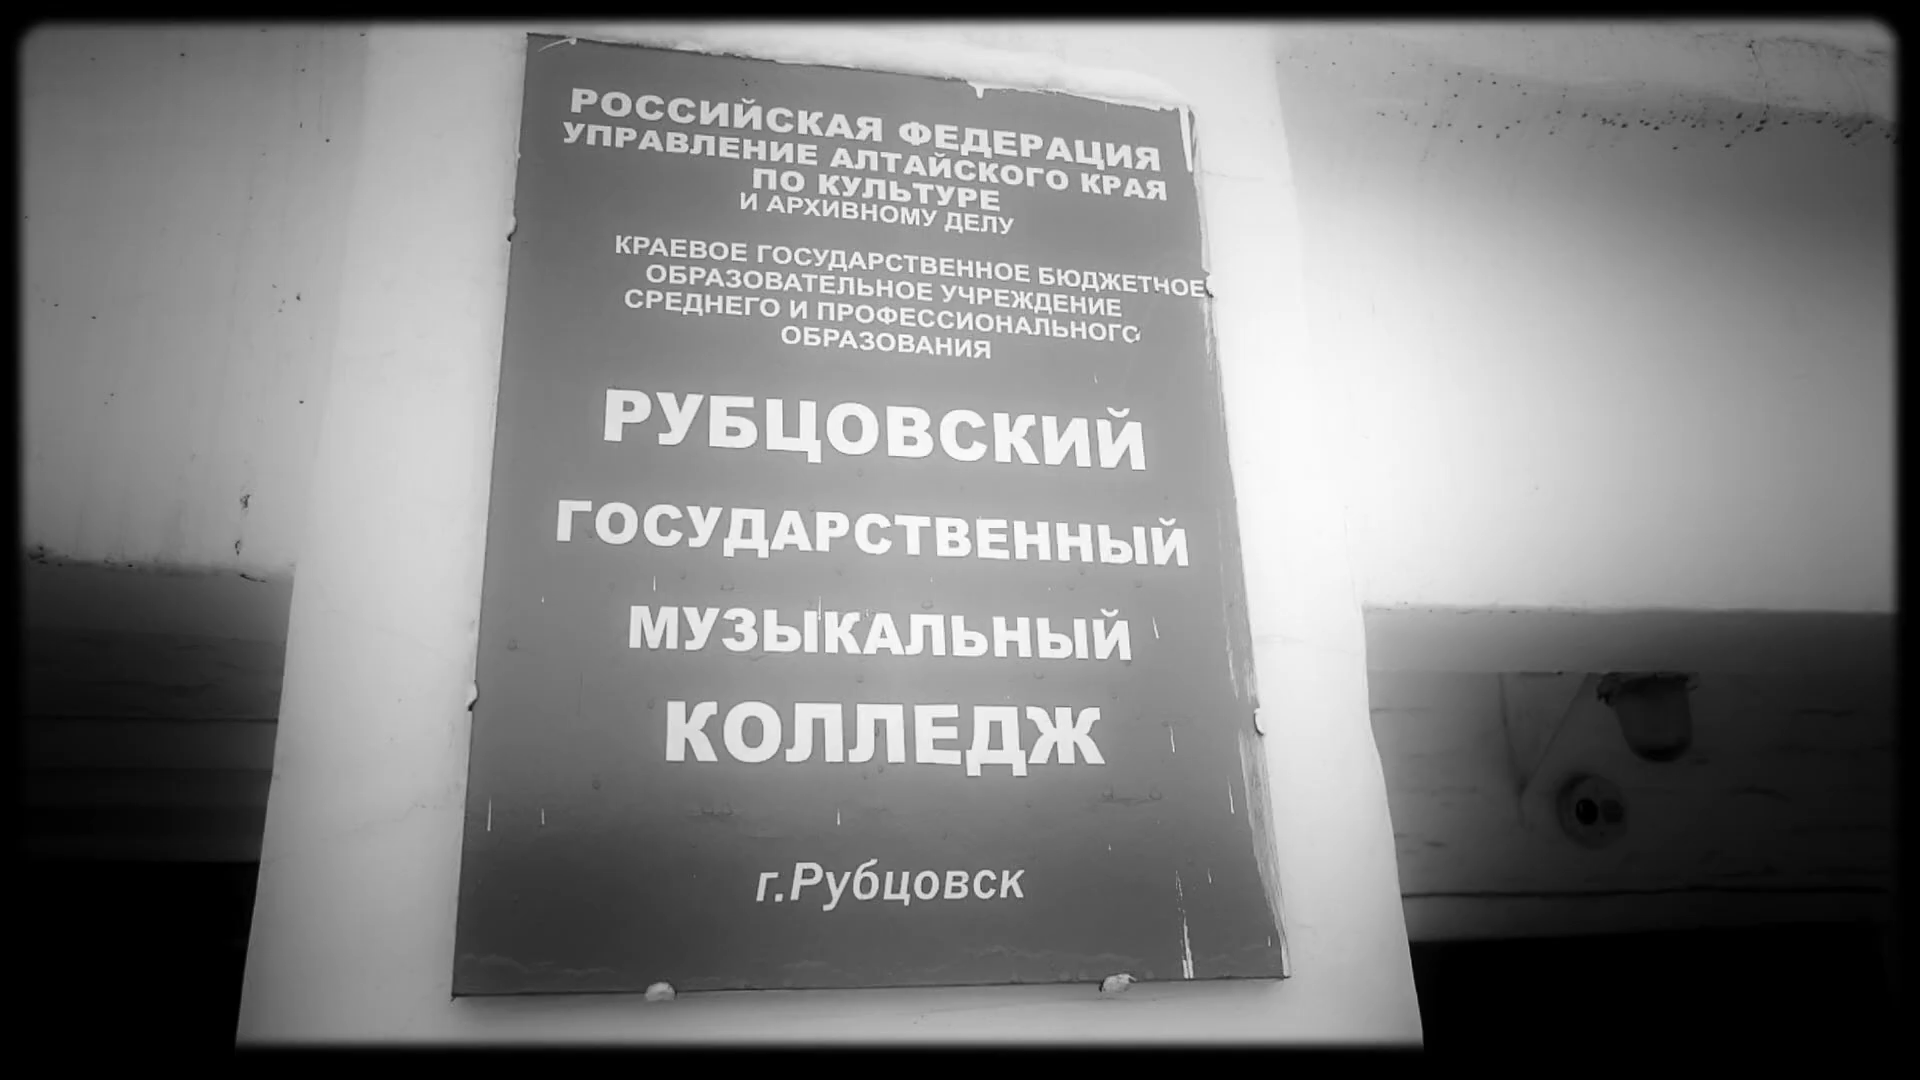 РОССИЙСКАЯ ФЕДЕРАЦИЯ
УПРАВЛЕНИЕ АЛТАЙСКОГО КРАЯ
ПО КУЛЬТУРЕ
И АРХИВНОМУ ДЕЛУ
КРАЕВОЕ ГОСУДАРСТВЕННОЕ БЮДЖЕТНОЕ
ОБРАЗОВАТЕЛЬНОЕ УЧРЕЖДЕНИЕ
СРЕДНЕГО И ПРОФЕССИОНАЛЬНОГО
ОБРАЗОВАНИЯ
РУБЦОВСКИЙ
ГОСУДАРСТВЕННЫЙ
МУЗЫКАЛЬНЫЙ
КОЛЛЕДЖ
г.Рубцовск